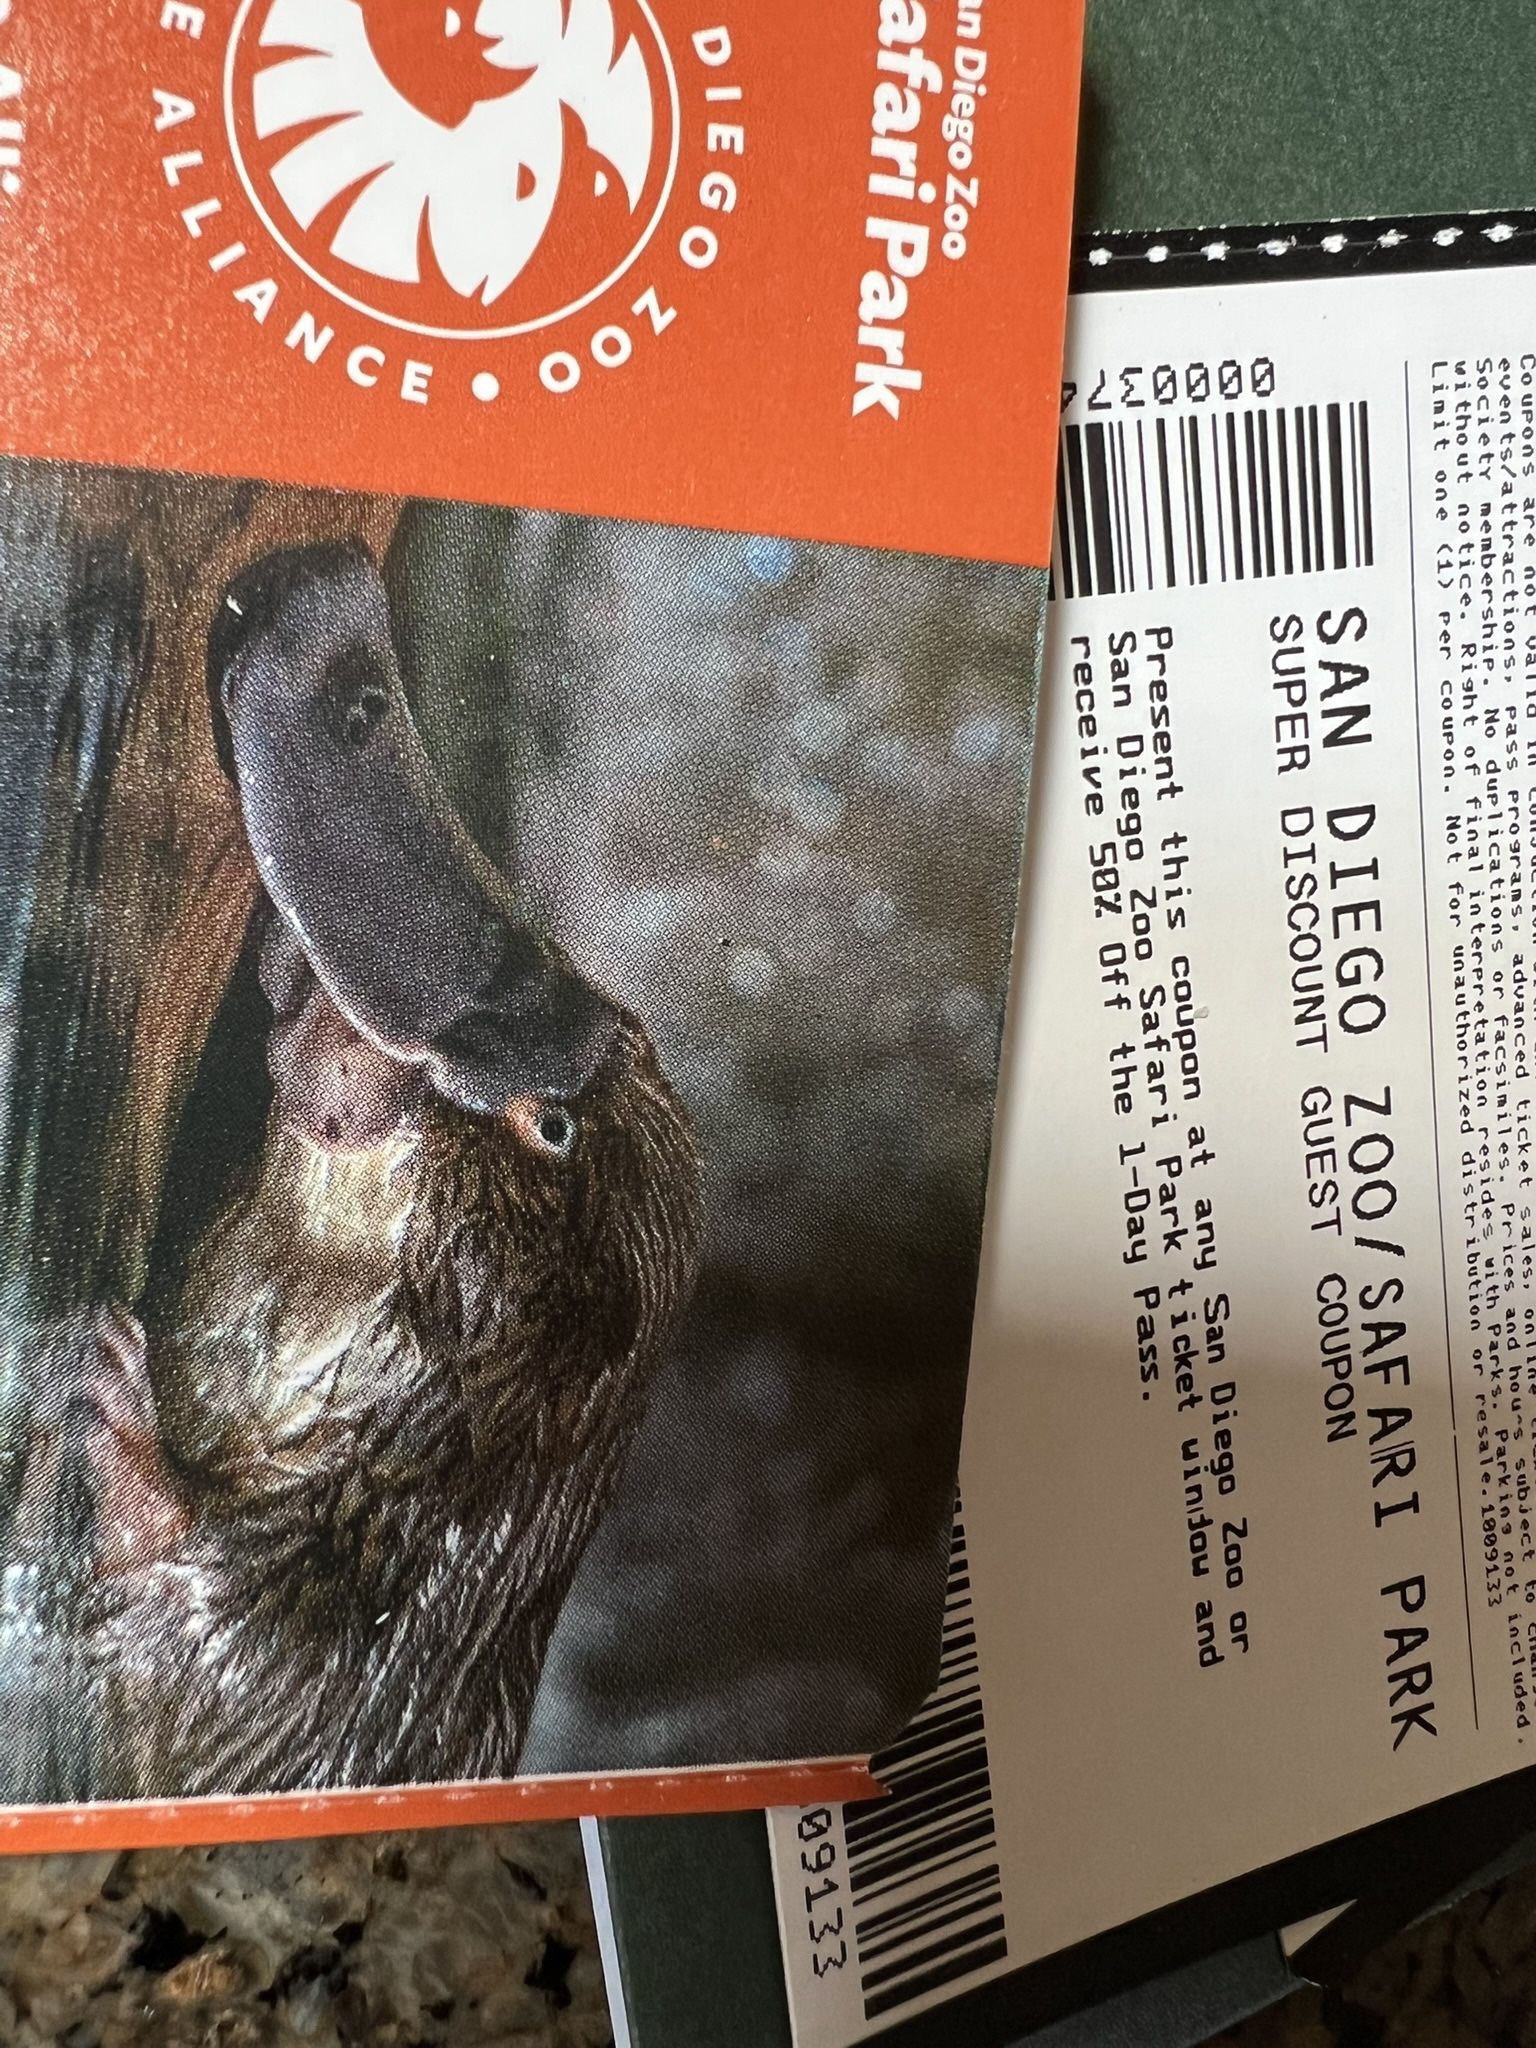 an Diego Zoo
afari Park
DIEGO ZOO
E ALLIANCE
SAN DIEGO ZOO/SAFARI PARK
SUPER DISCOUNT GUEST COUPON
Present this coupon at any San Diego Zoo or
San Diego Zoo Safari Park ticket window and
receive 50% Off the 1-Day Pass.
Coupons are not valid in
events/attractions, pass programs, advanced ticket sales, online
Society membership. No duplications or facsimiles. Prices and hours subject to
without notice. Right of final interpretation resides with Parks. Parking not included.
Limit one (1) per coupon. Not for unauthorized distribution or resale.1009133
09133